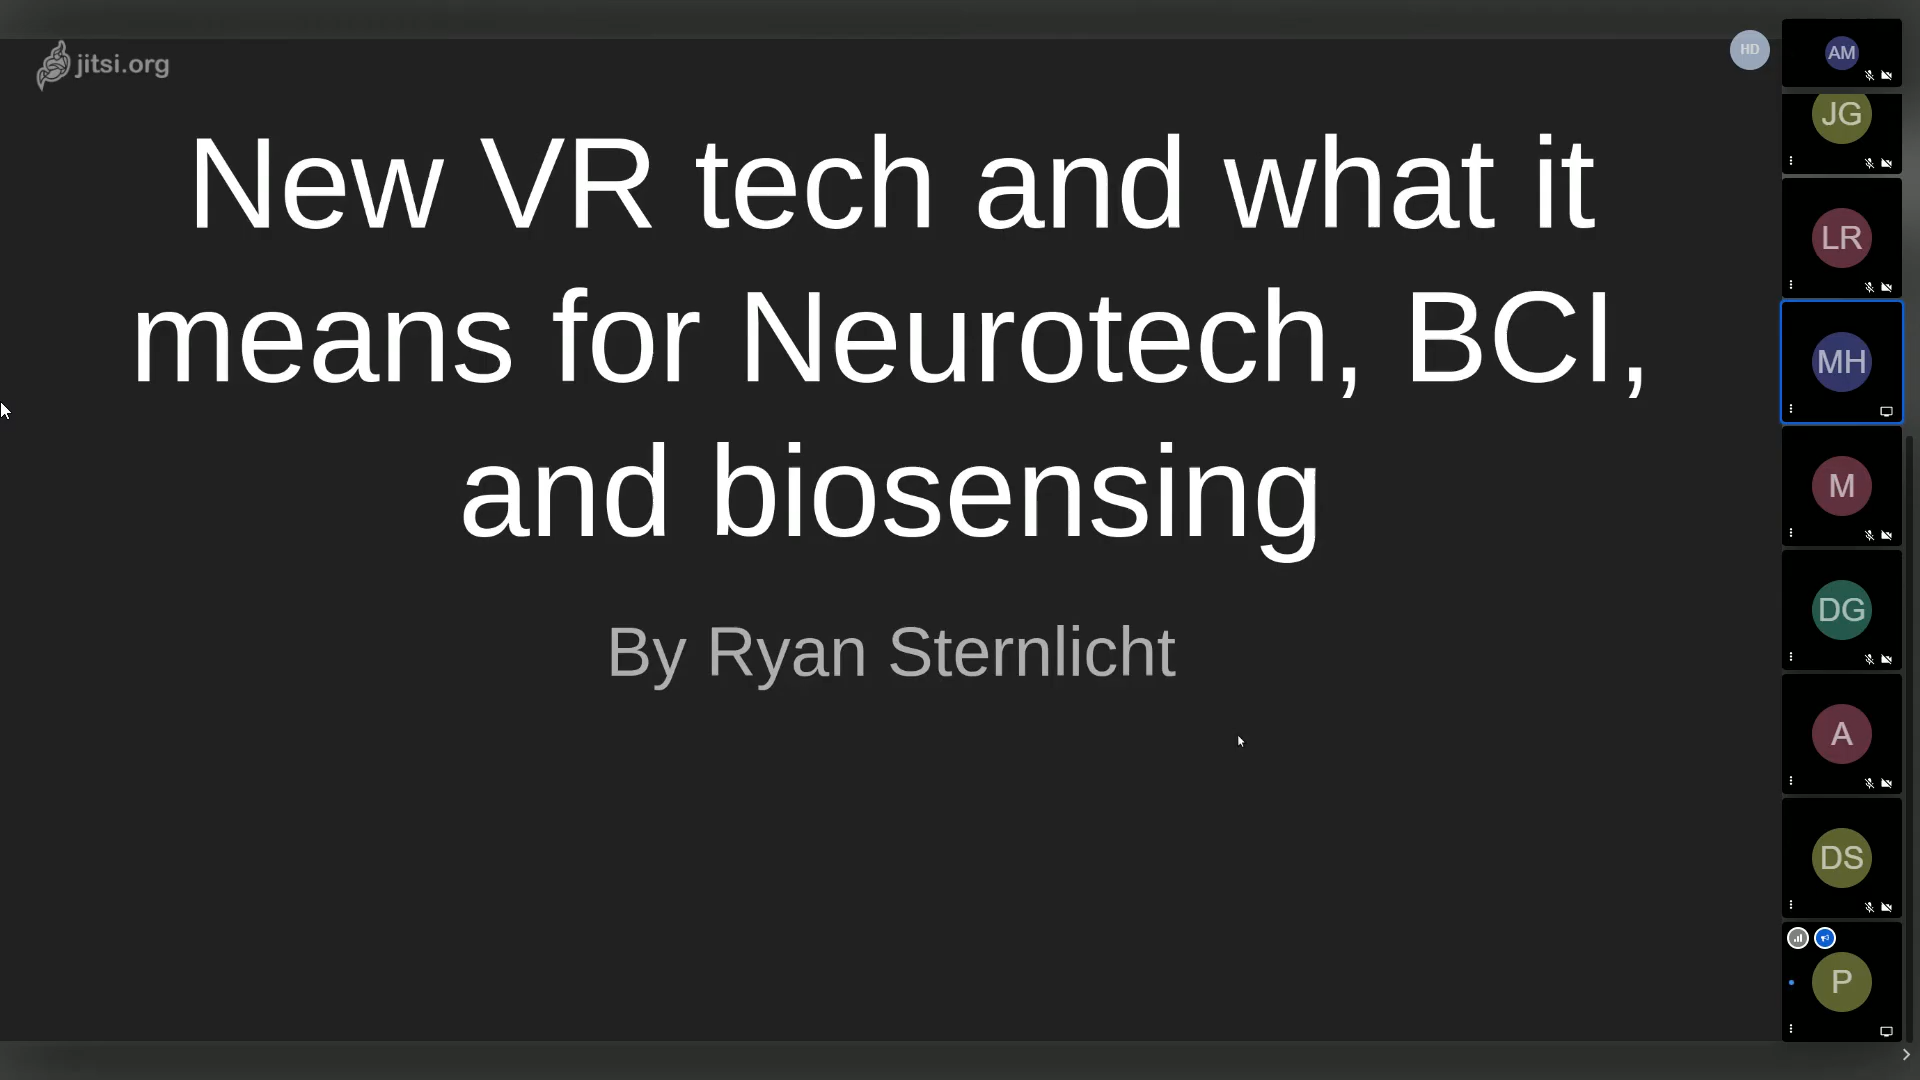 jitsi.org
HD
AM
New VR tech and what it
means for Neurotech, BCI,
and biosensing
By Ryan Sternlicht
JG
LR
MH
M
DG
A
DS
P